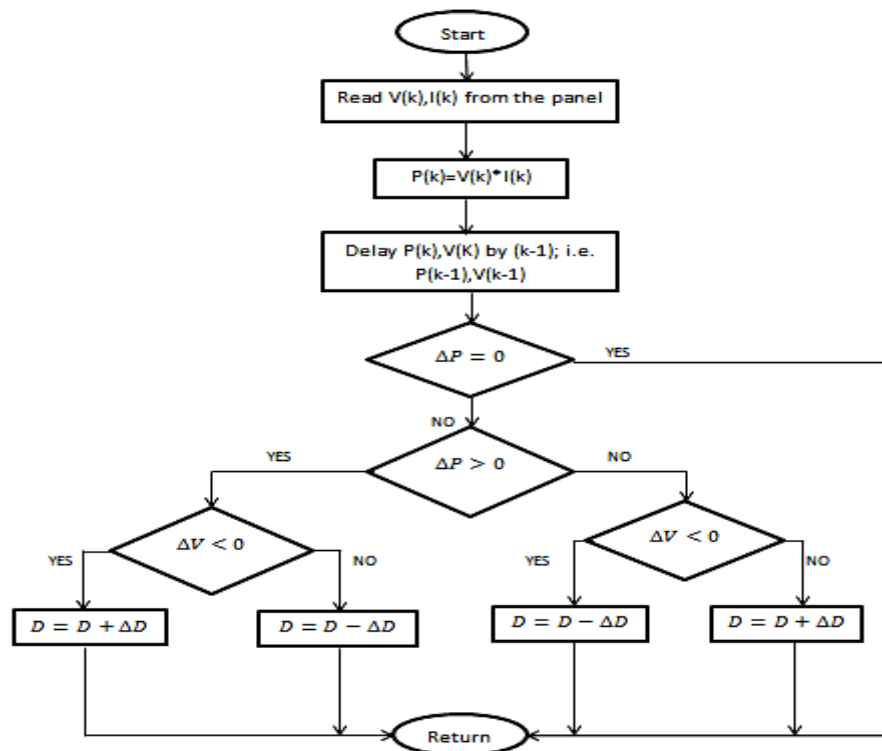 Start
Read V(k),I(k) from the panel
P(k)=V(k)*I(k)
Delay P(k),V(K) by (k-1); i.e.
P(k-1),V(k-1)
ΔP = 0
YES
NO
ΔP > 0
YES
NO
ΔV < 0
ΔV < 0
YES
NO
YES
NO
D = D + ΔD
D = D − ΔD
D = D − ΔD
D = D + ΔD
Return